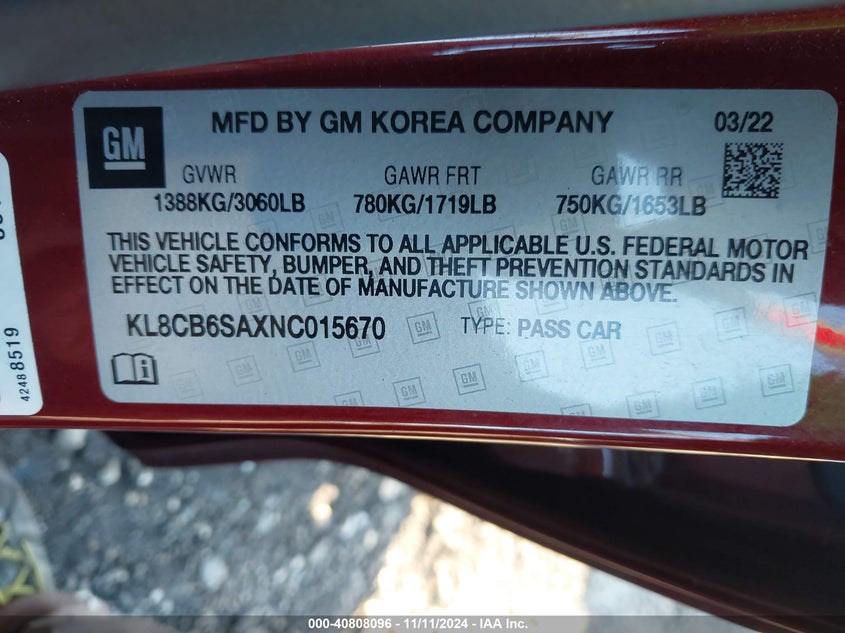 GM
MFD BY GM KOREA COMPANY 03/22
GVWR GAWR FRT GAWR RR
1388KG/3060LB 780KG/1719LB 750KG/1653LB
THIS VEHICLE CONFORMS TO ALL APPLICABLE U.S. FEDERAL MOTOR
VEHICLE SAFETY, BUMPER, AND THEFT PREVENTION STANDARDS IN
EFFECT ON THE DATE OF MANUFACTURE SHOWN ABOVE.
KL8CB6SAXNC015670 TYPE: PASS CAR
42488519
000-40808096 — 11/11/2024 — IAA Inc.